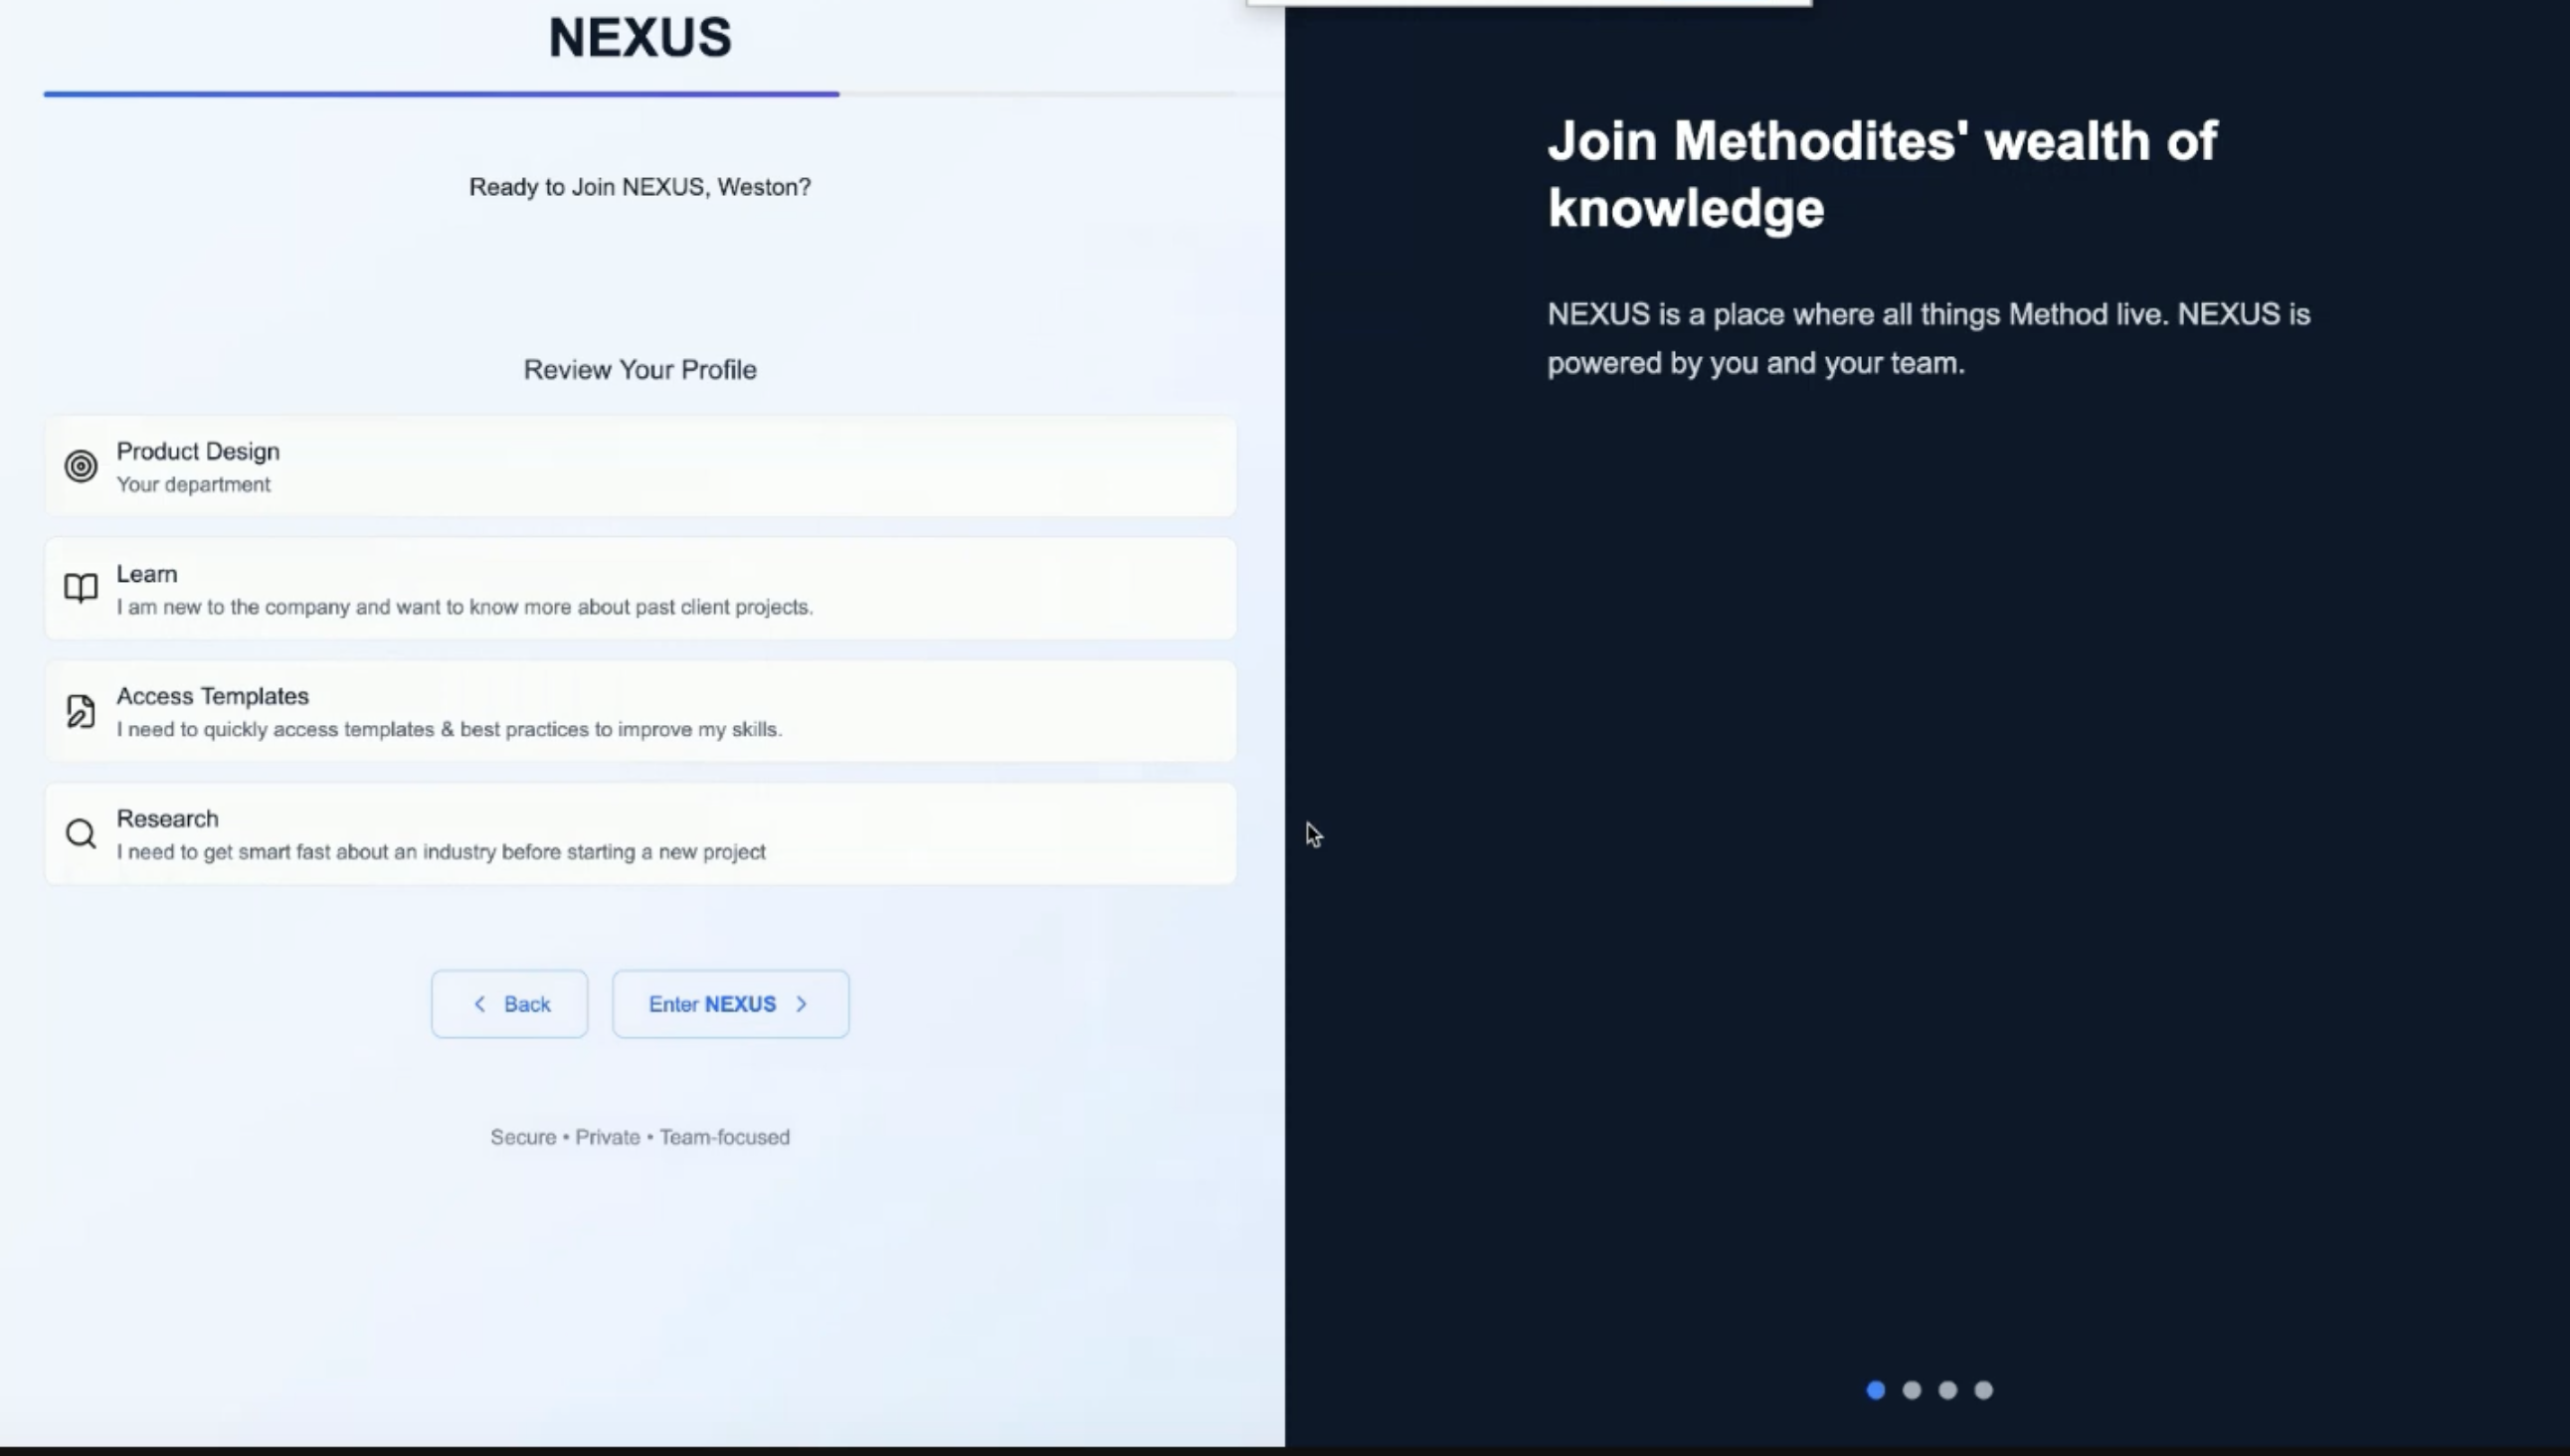 NEXUS
Ready to Join NEXUS, Weston?
Review Your Profile
Product Design
Your department
Learn
I am new to the company and want to know more about past client projects.
Access Templates
I need to quickly access templates & best practices to improve my skills.
Research
I need to get smart fast about an industry before starting a new project
Back
Enter NEXUS
Secure • Private • Team-focused
Join Methodites' wealth of
knowledge
NEXUS is a place where all things Method live. NEXUS is
powered by you and your team.